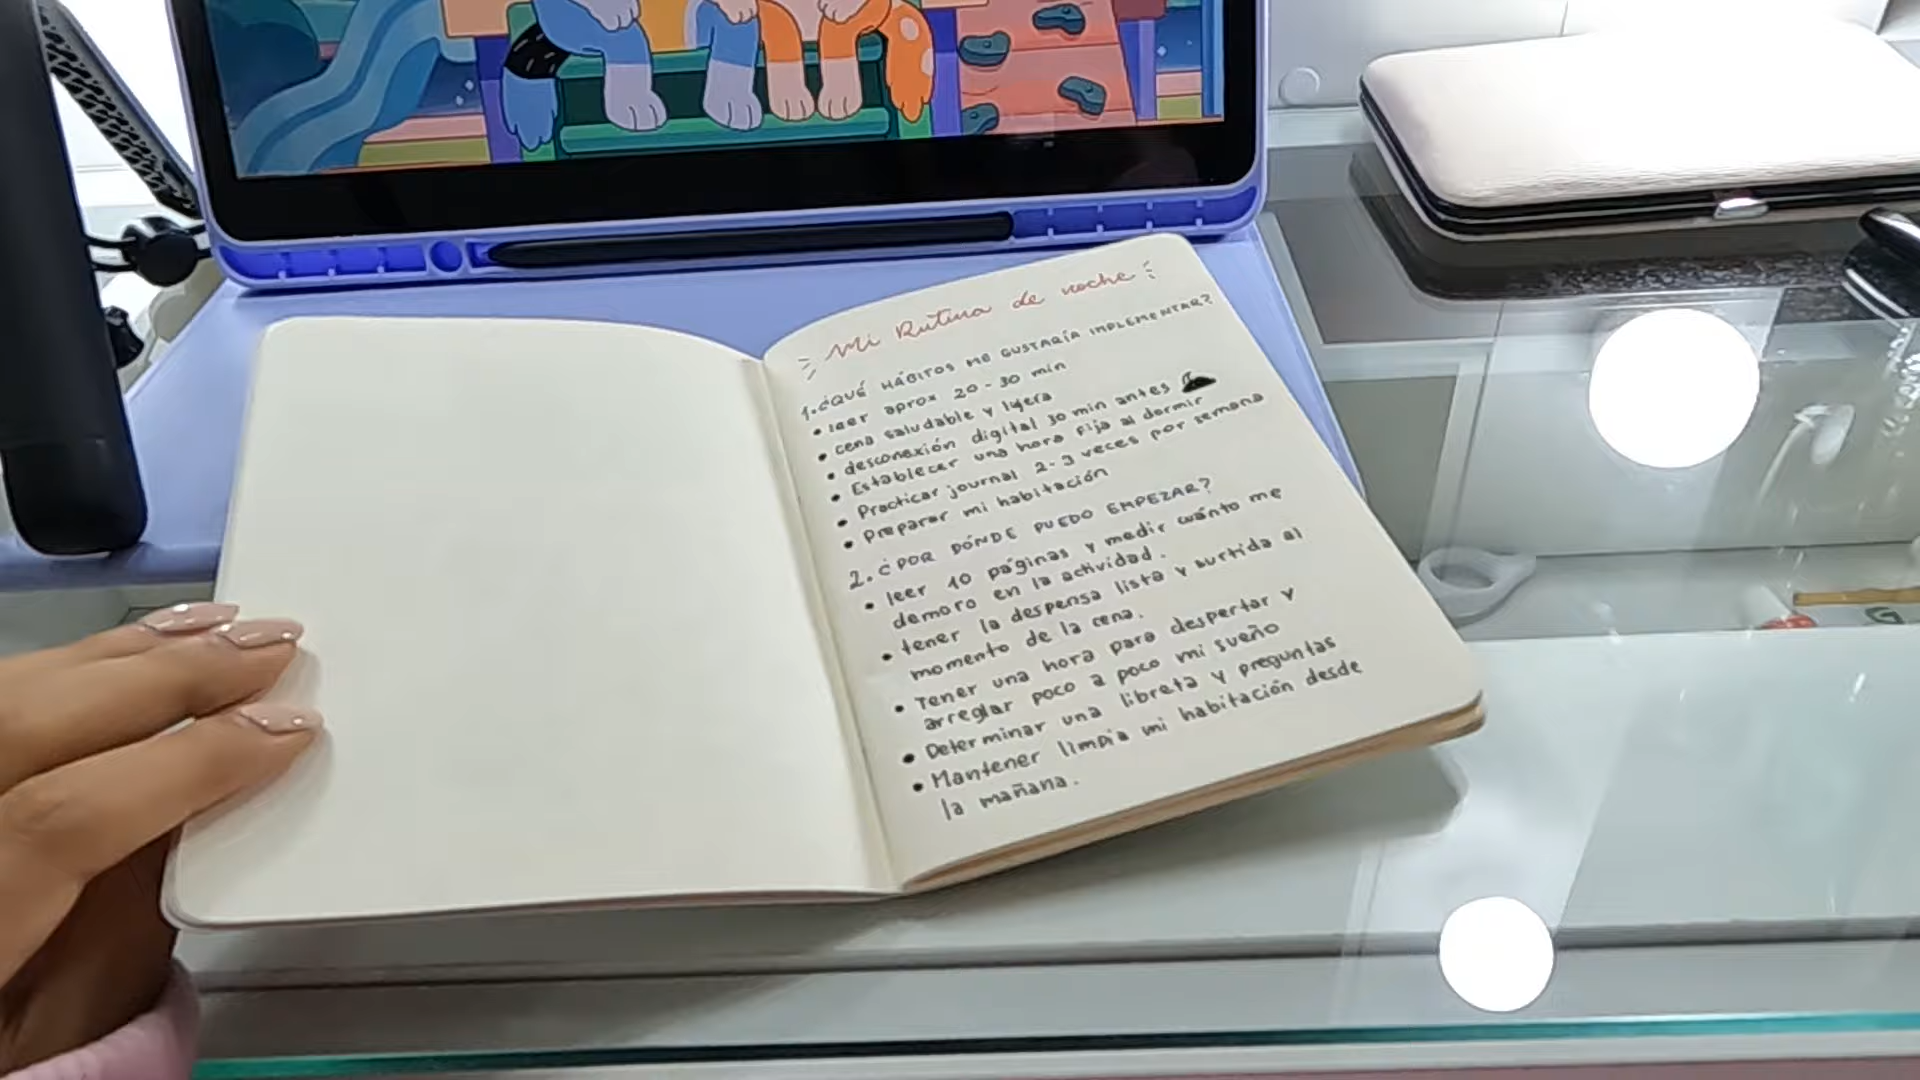 Mi Rutina de noche
1. ¿QUÉ HÁBITOS ME GUSTARÍA IMPLEMENTAR?
• leer aprox 20-30 min
• cena saludable y lijera
• desconexión digital 30 min antes
• Establecer una hora fija al dormir
• Practicar journal 2-3 veces por semana
• Preparar mi habitación
2. ¿POR DÓNDE PUEDO EMPEZAR?
• leer 10 páginas y medir cuánto me
demoro en la actividad.
• tener la despensa lista y surtida al
momento de la cena.
• Tener una hora para despertar y
arreglar poco a poco mi sueño
• Determinar una libreta y preguntas
• Mantener limpia mi habitación desde
la mañana.